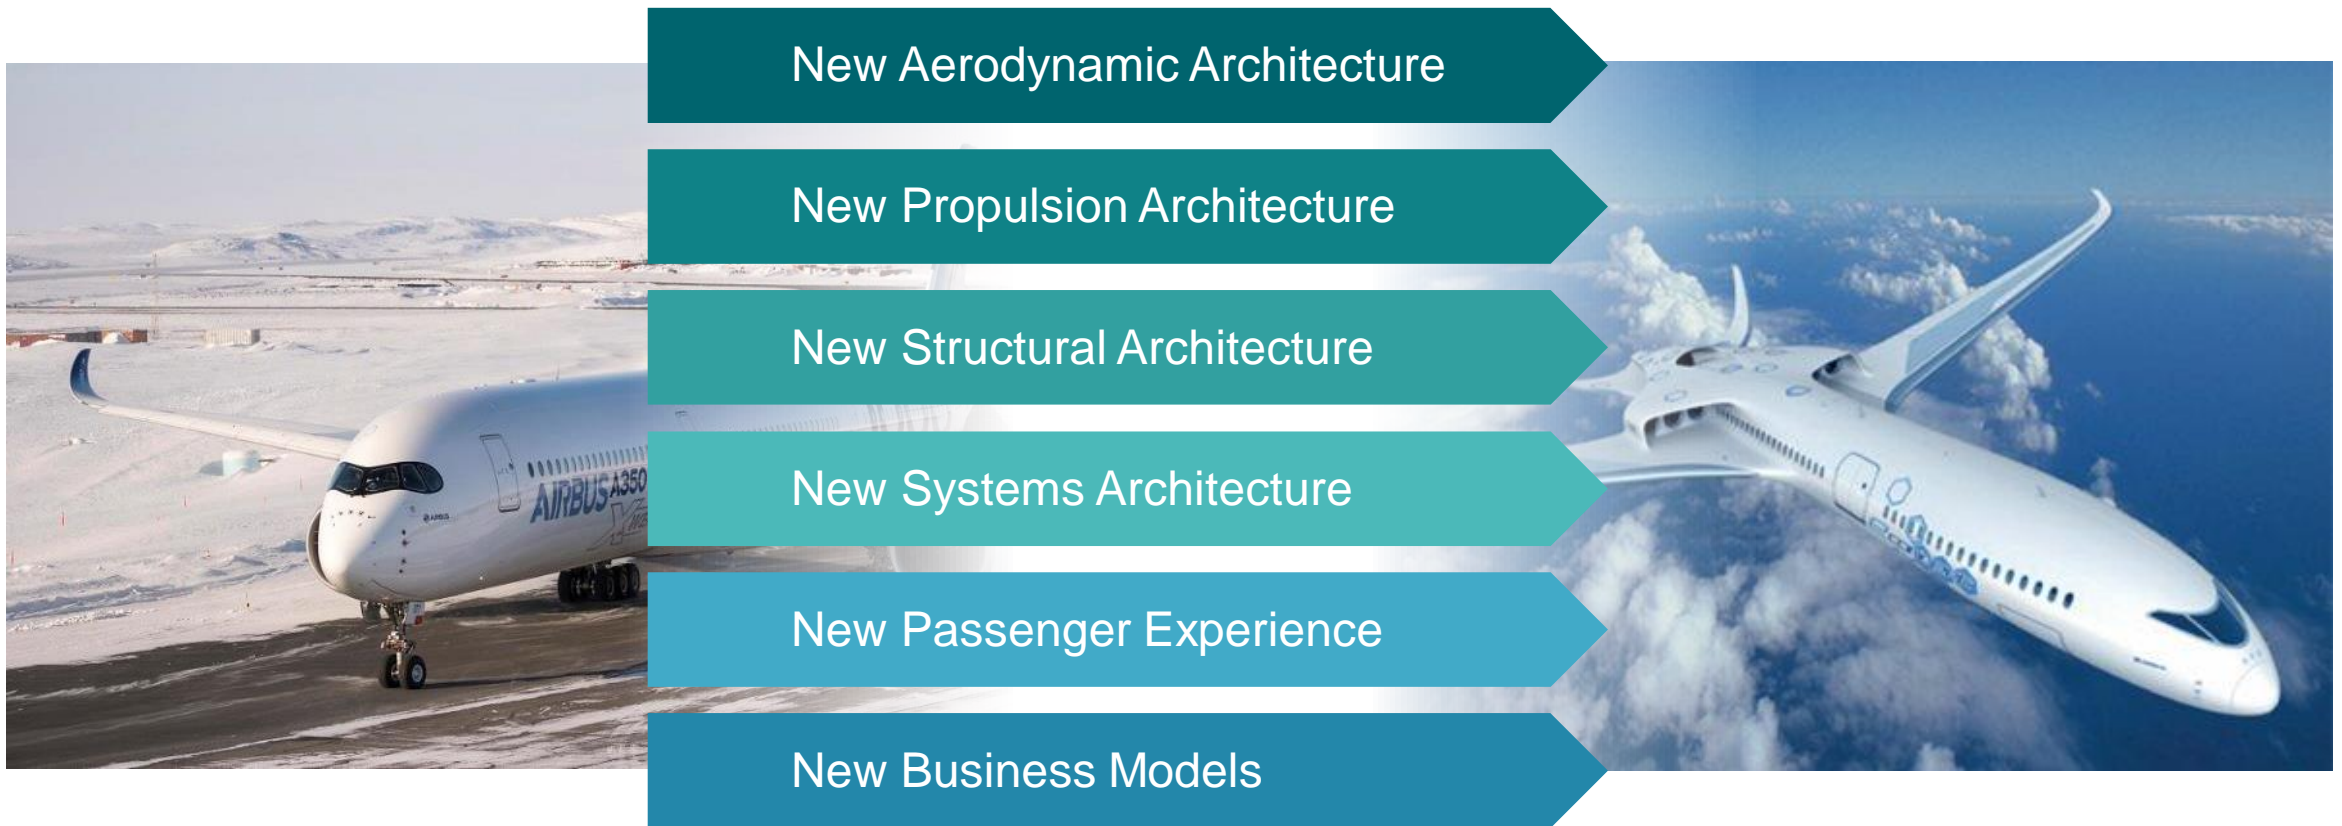 New Aerodynamic Architecture
New Propulsion Architecture
New Structural Architecture
New Systems Architecture
New Passenger Experience
New Business Models
AIRBUS A350
AIRBUS